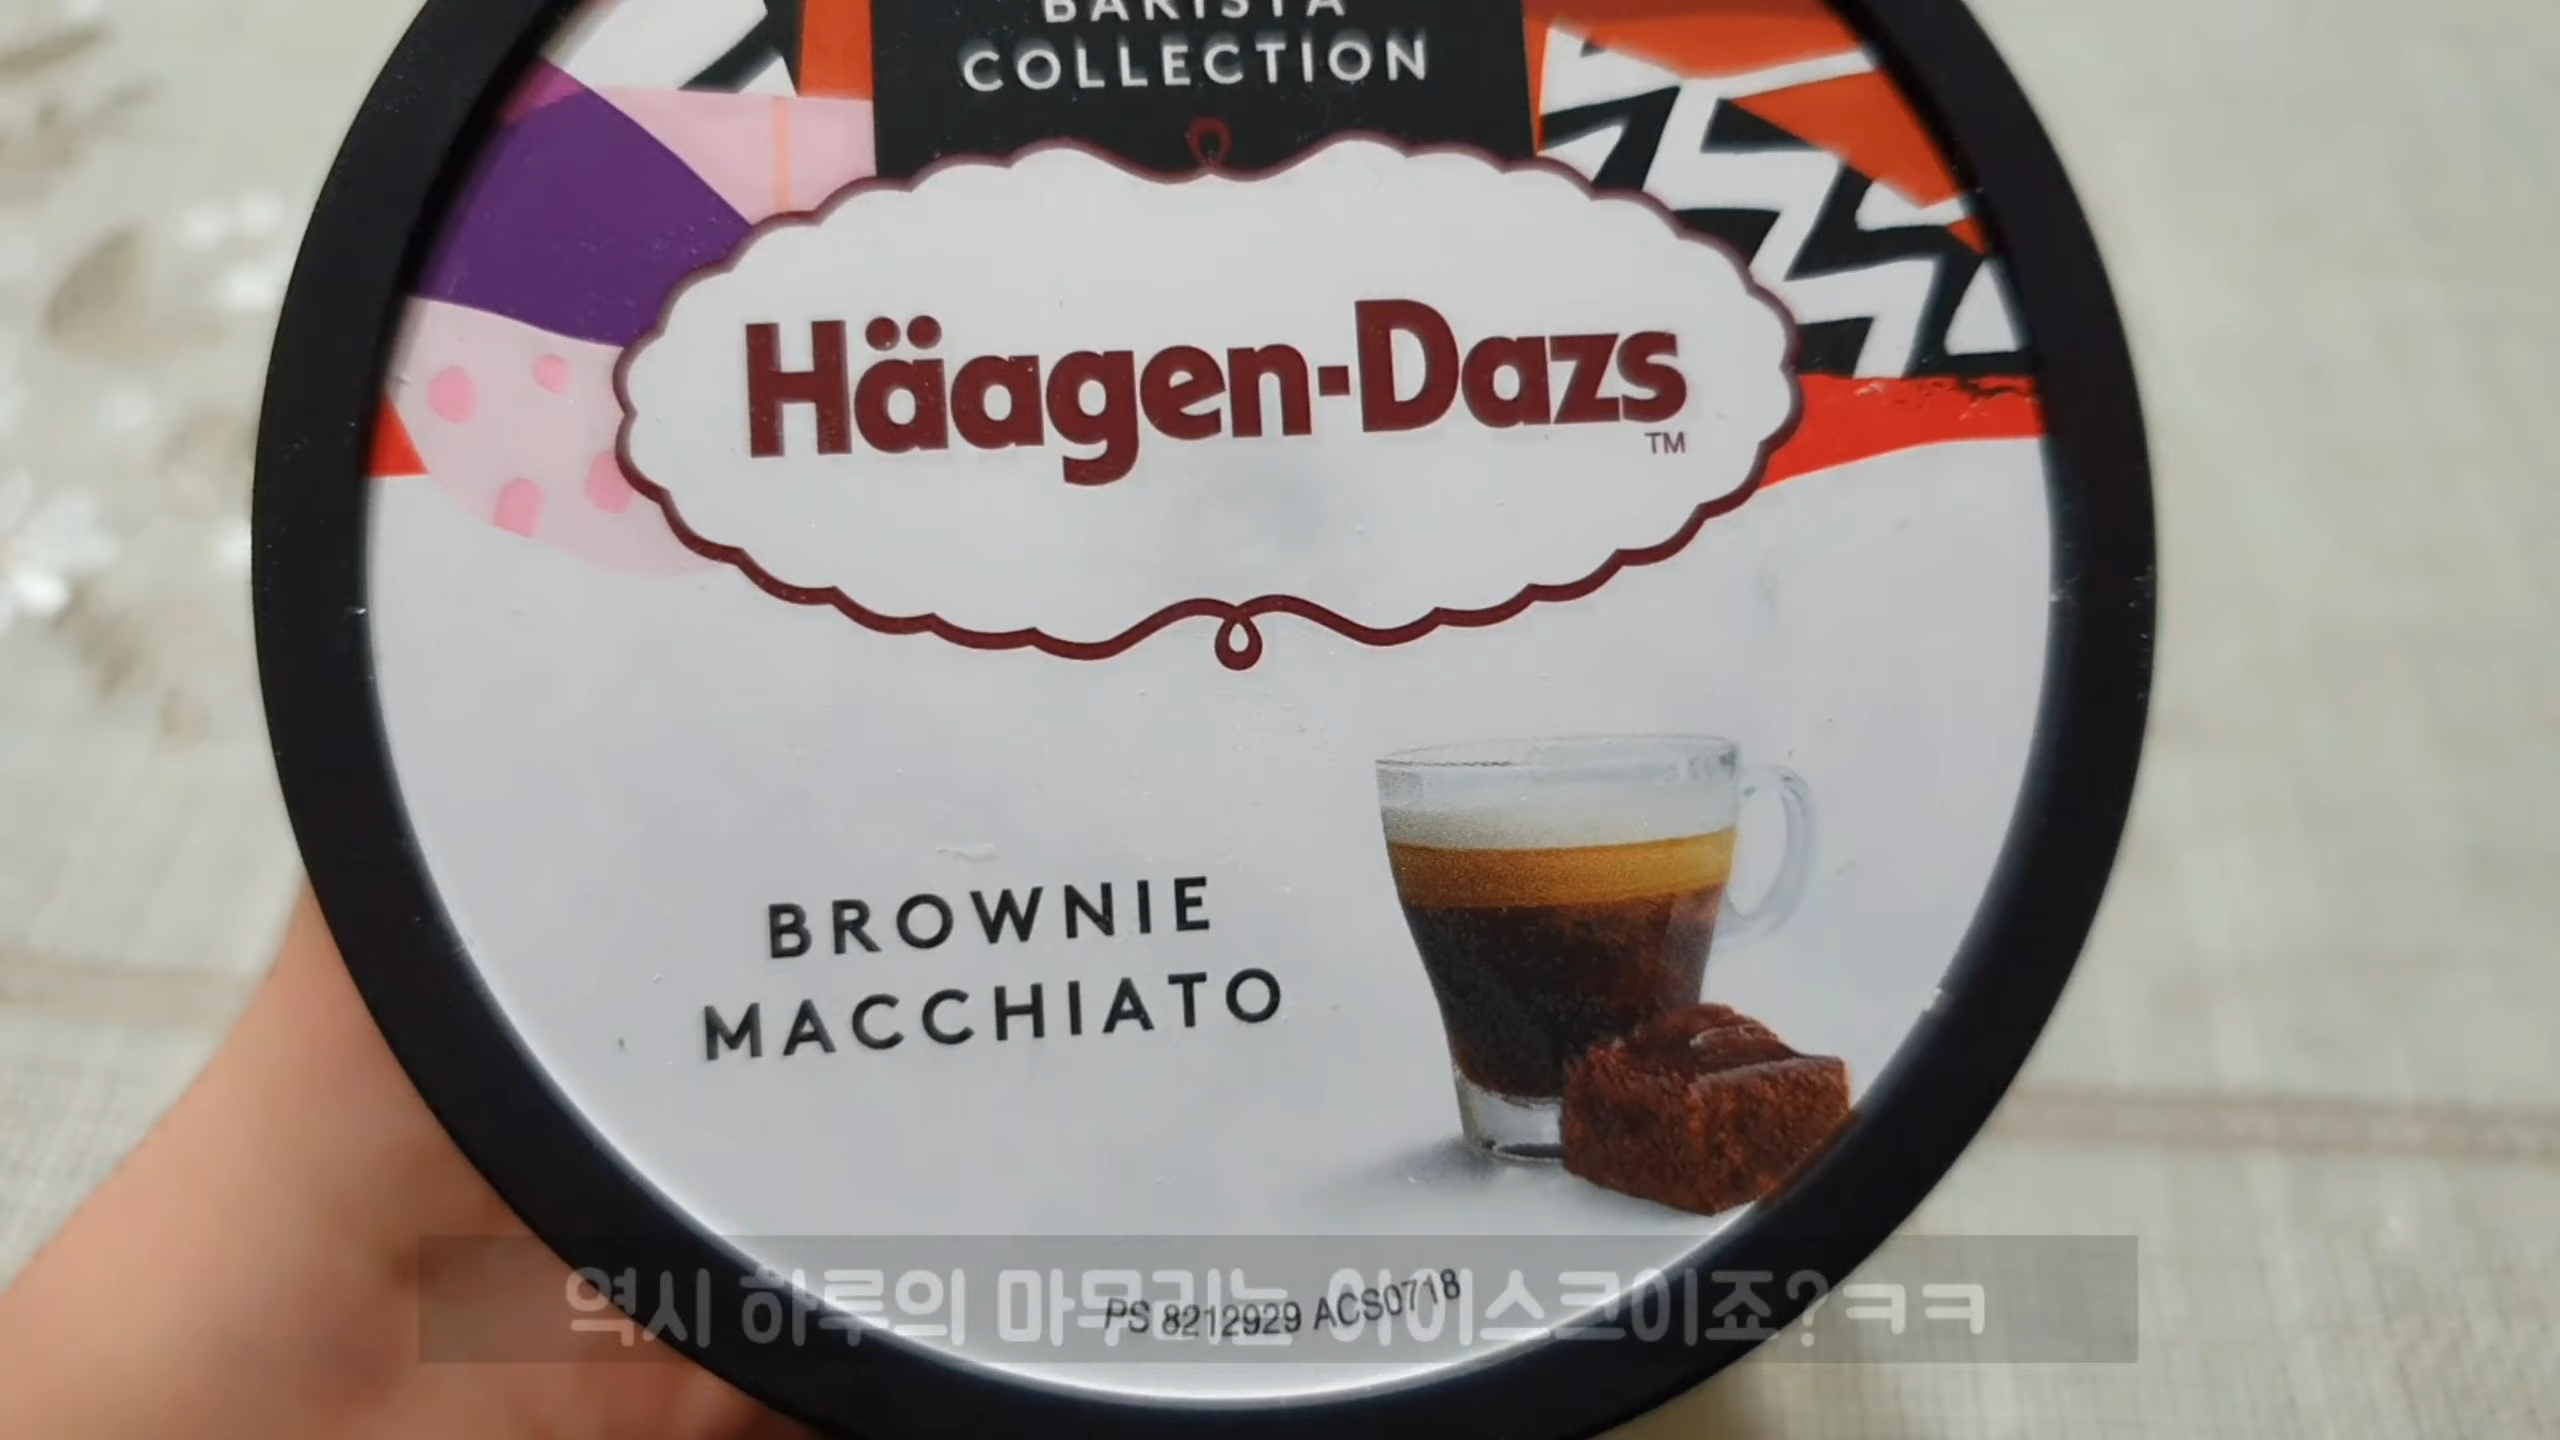 BARISTA
COLLECTION
Häagen-Dazs
TM
BROWNIE
MACCHIATO
PS 8212929 ACS0718
역시 하루의 마무리는 아이스크이죠?ㅋㅋ